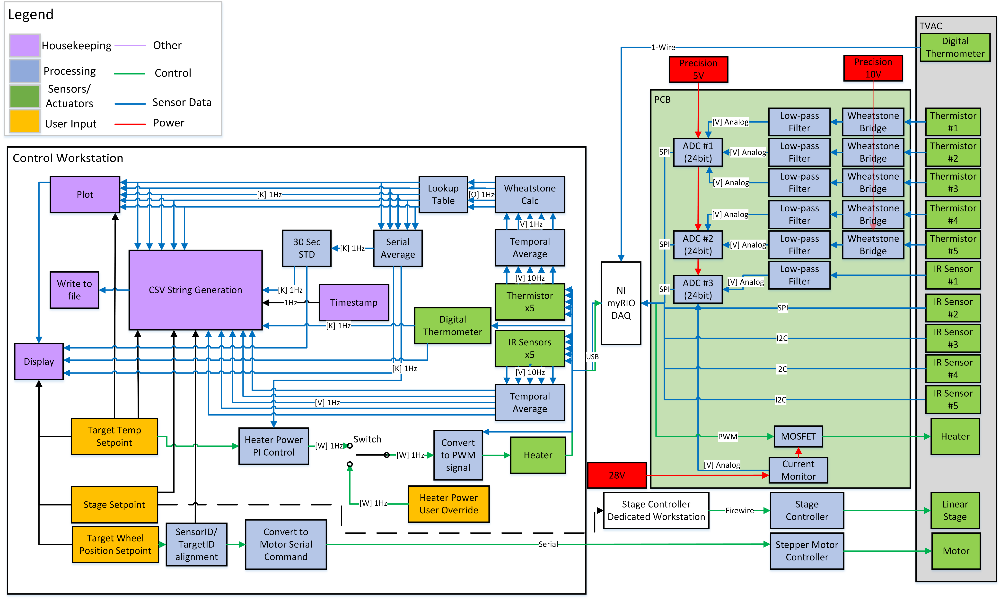 Legend
Housekeeping
Other
Processing
Control
Sensors/
Actuators
Sensor Data
User Input
Power
Control Workstation
Plot
[K] 1Hz
Lookup
Table
[Ω] 1Hz
Wheatstone
Calc
[V] 1Hz
30 Sec
STD
[K] 1Hz
Serial
Average
Temporal
Average
[V] 10Hz
Write to
file
CSV String Generation
[K] 1Hz
1Hz
Timestamp
Thermistor
x5
[K] 1Hz
Digital
Thermometer
IR Sensors
x5
Display
[K] 1Hz
[V] 10Hz
USB
[V] 1Hz
Temporal
Average
Target Temp
Setpoint
Heater Power
PI Control
[W] 1Hz
Switch
[W] 1Hz
Convert
to PWM
signal
Heater
Stage Setpoint
[W] 1Hz
Heater Power
User Override
Target Wheel
Position Setpoint
SensorID/
TargetID
alignment
Convert to
Motor Serial
Command
Serial
TVAC
Digital
Thermometer
1-Wire
Precision
5V
Precision
10V
PCB
[V] Analog
Low-pass
Filter
Wheatstone
Bridge
Thermistor
#1
SPI
ADC #1
(24bit)
[V] Analog
Low-pass
Filter
Wheatstone
Bridge
Thermistor
#2
[V] Analog
Low-pass
Filter
Wheatstone
Bridge
Thermistor
#3
[V] Analog
Low-pass
Filter
Wheatstone
Bridge
Thermistor
#4
SPI
ADC #2
(24bit)
[V] Analog
Low-pass
Filter
Wheatstone
Bridge
Thermistor
#5
SPI
ADC #3
(24bit)
[V] Analog
Low-pass
Filter
IR Sensor
#1
NI
myRIO
DAQ
SPI
IR Sensor
#2
I2C
IR Sensor
#3
I2C
IR Sensor
#4
I2C
IR Sensor
#5
PWM
MOSFET
Heater
[V] Analog
Current
Monitor
28V
Stage Controller
Dedicated Workstation
Firewire
Stage
Controller
Linear
Stage
Stepper Motor
Controller
Motor